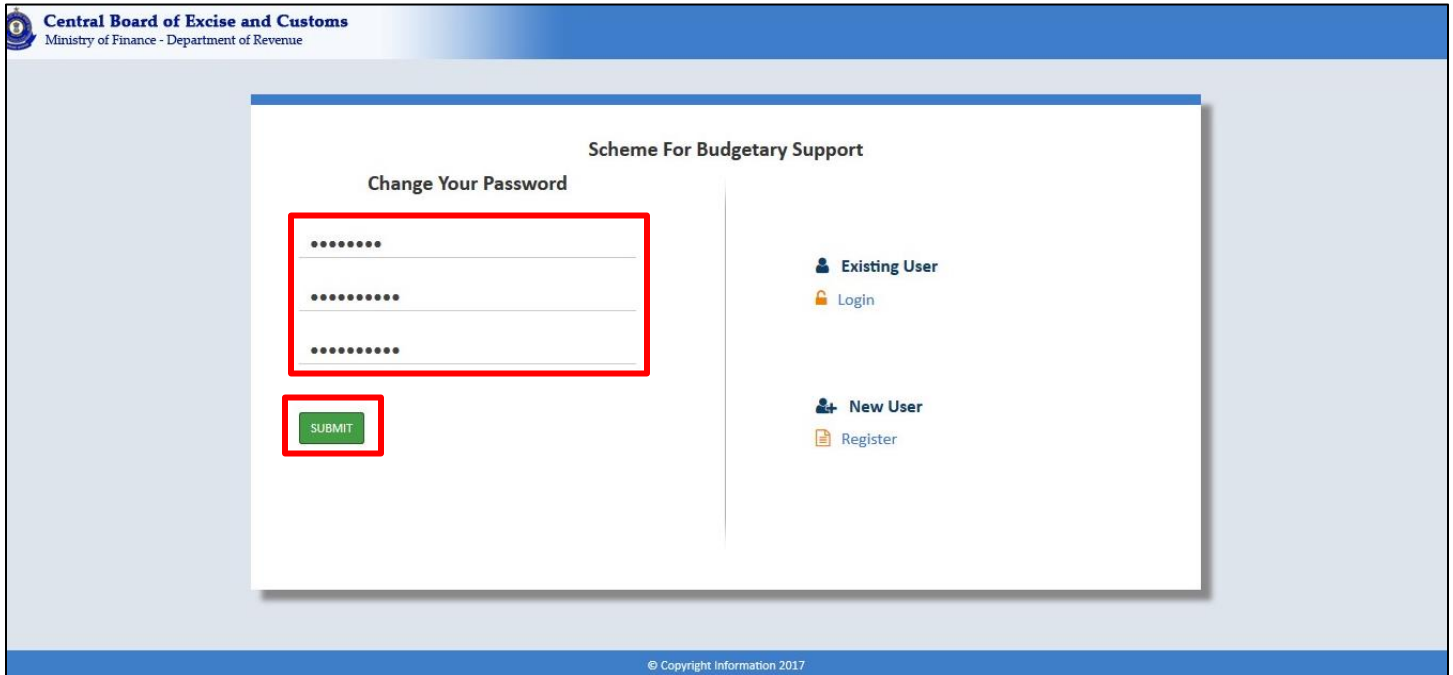 Central Board of Excise and Customs
Ministry of Finance - Department of Revenue
Scheme For Budgetary Support
Change Your Password
••••••••
••••••••••
••••••••••
SUBMIT
Existing User
Login
New User
Register
© Copyright Information 2017